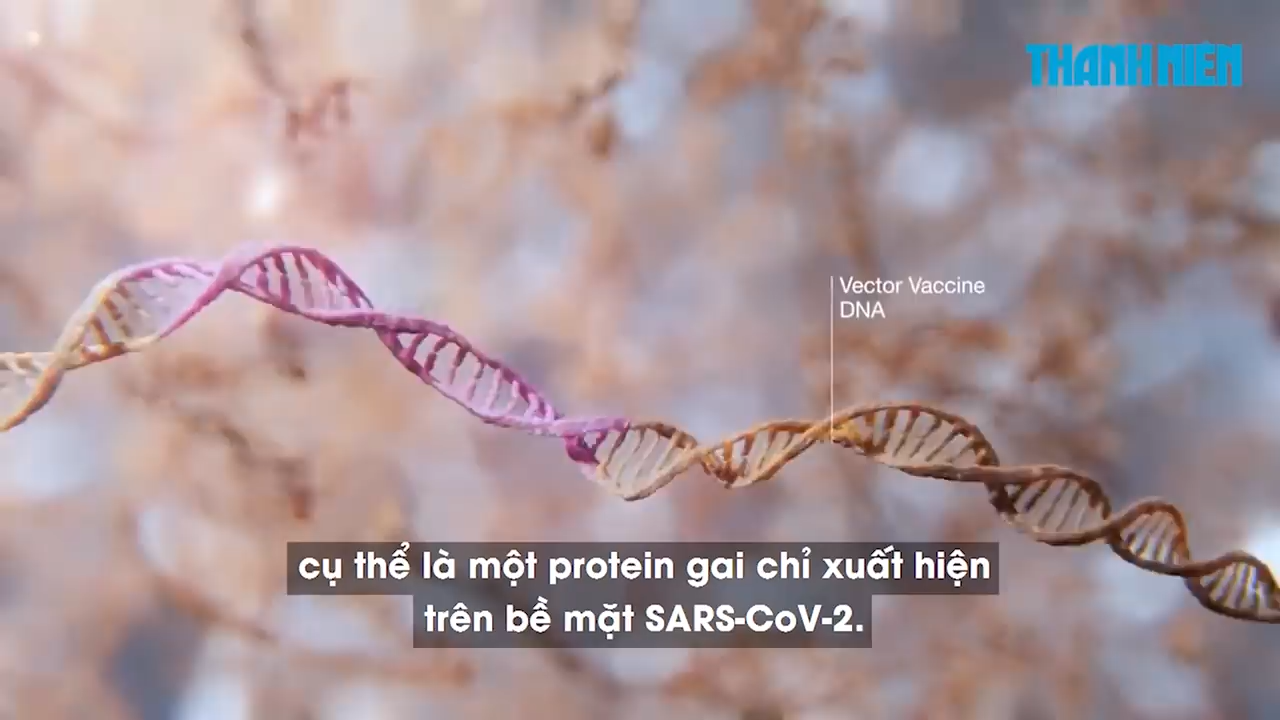 THANH NIÊN
Vector Vaccine
DNA
cụ thể là một protein gai chỉ xuất hiện
trên bề mặt SARS-CoV-2.